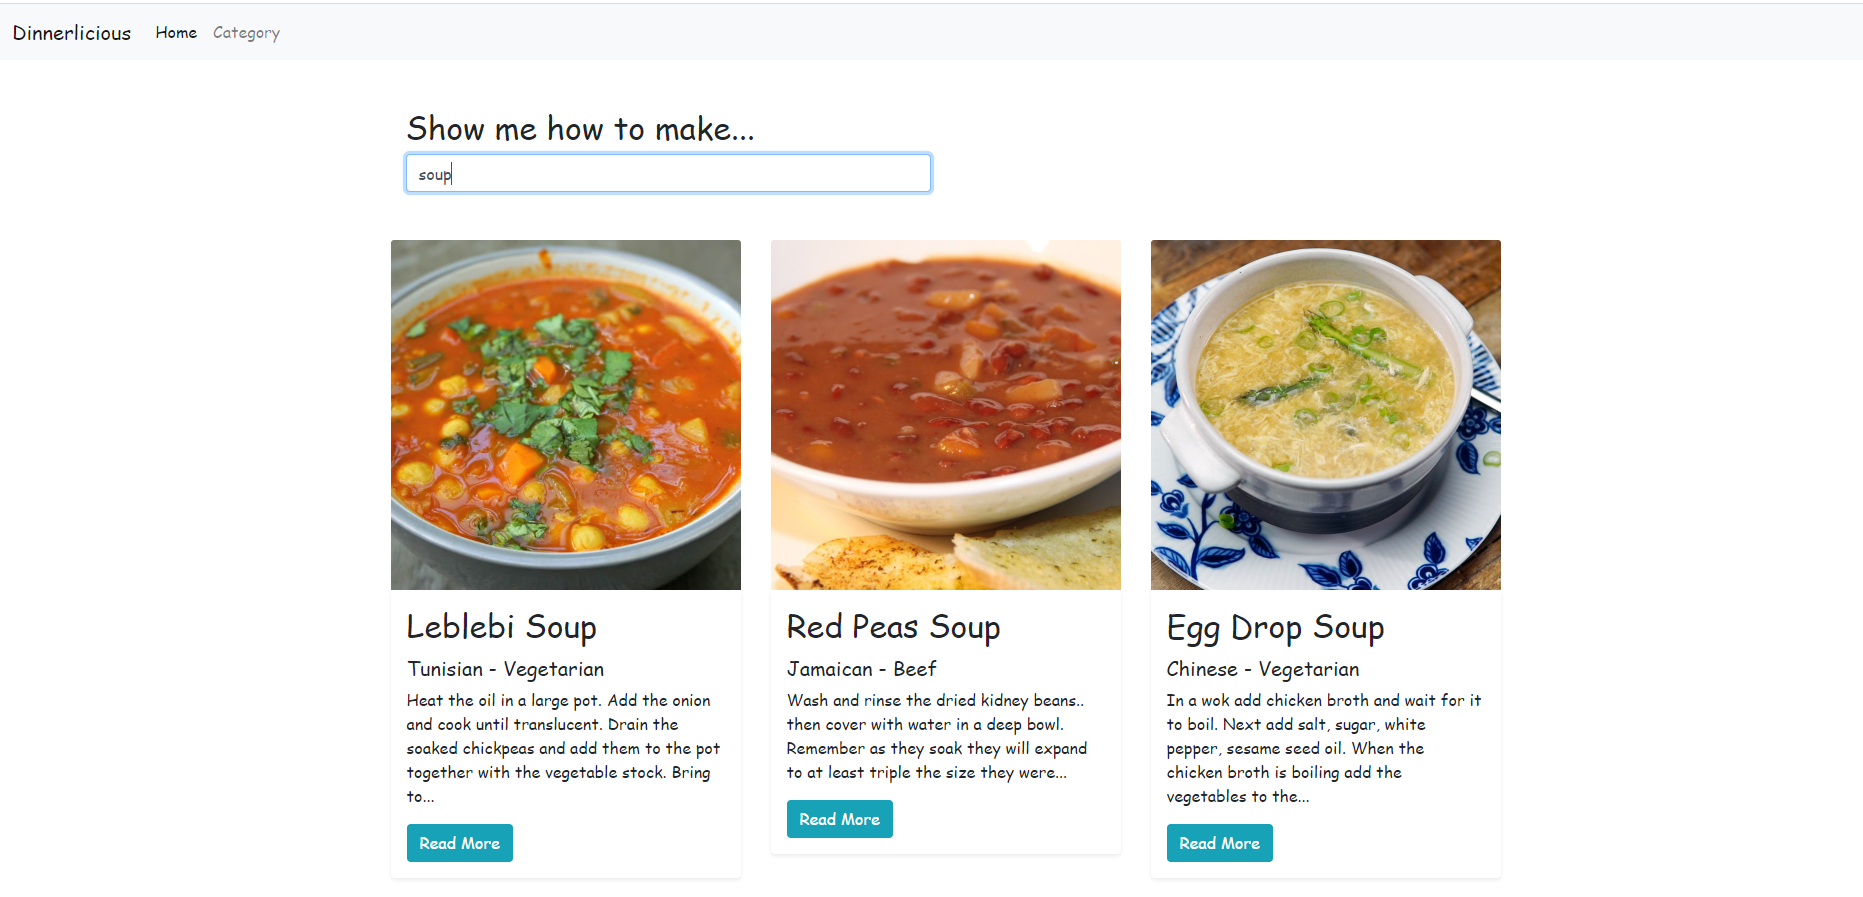 Dinnerlicious Home Category
Show me how to make...
soup
Leblebi Soup
Tunisian - Vegetarian
Heat the oil in a large pot. Add the onion
and cook until translucent. Drain the
soaked chickpeas and add them to the pot
together with the vegetable stock. Bring
to...
Read More
Red Peas Soup
Jamaican - Beef
Wash and rinse the dried kidney beans..
then cover with water in a deep bowl.
Remember as they soak they will expand
to at least triple the size they were...
Read More
Egg Drop Soup
Chinese - Vegetarian
In a wok add chicken broth and wait for it
to boil. Next add salt, sugar, white
pepper, sesame seed oil. When the
chicken broth is boiling add the
vegetables to the...
Read More